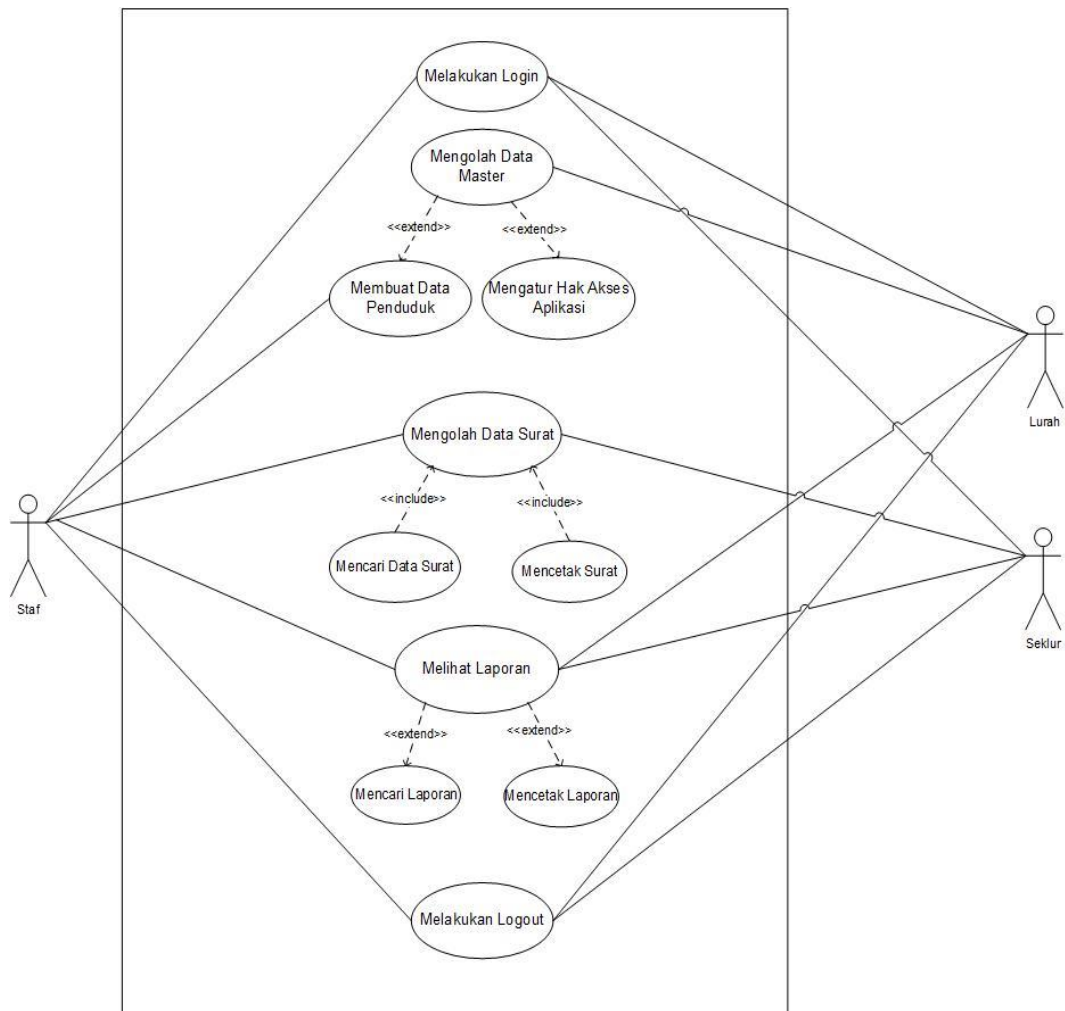 Melakukan Login
Mengolah Data
Master
<<extend>>
<<extend>>
Membuat Data
Penduduk
Mengatur Hak Akses
Aplikasi
Lurah
Mengolah Data Surat
<<include>>
<<include>>
Mencari Data Surat
Mencetak Surat
Staf
Seklur
Melihat Laporan
<<extend>>
<<extend>>
Mencari Laporan
Mencetak Laporan
Melakukan Logout